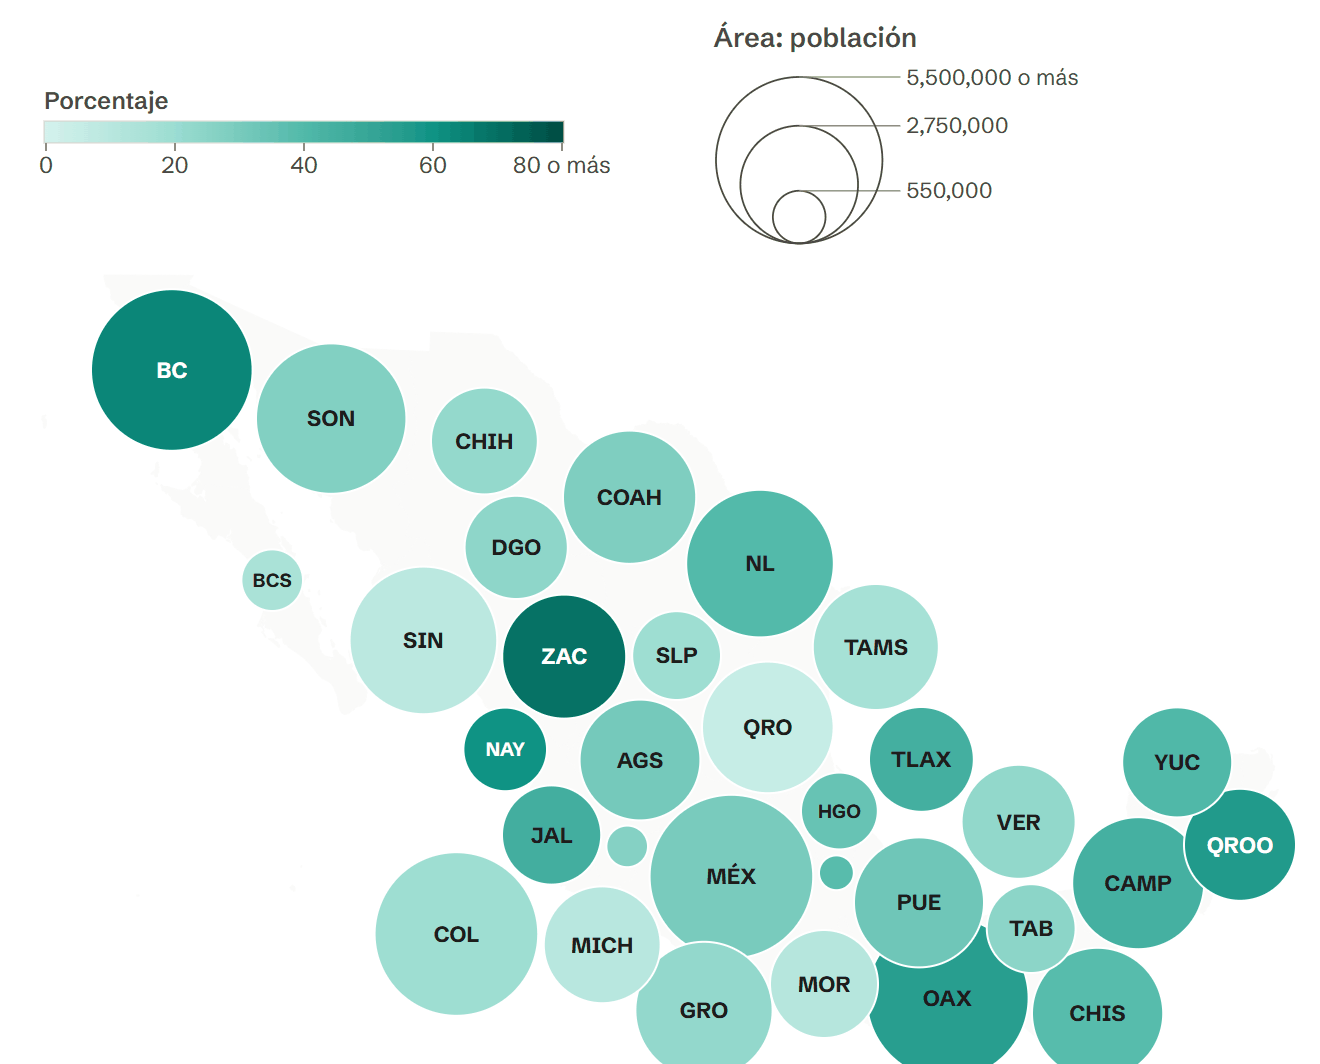 Área: población
5,500,000 o más
2,750,000
550,000
Porcentaje
0
20
40
60
80 o más
BC
SON
CHIH
COAH
DGO
NL
BCS
SIN
ZAC
SLP
TAMS
QRO
NAY
AGS
TLAX
YUC
HGO
VER
JAL
QROO
MÉX
CAMP
PUE
TAB
COL
MICH
MOR
OAX
GRO
CHIS